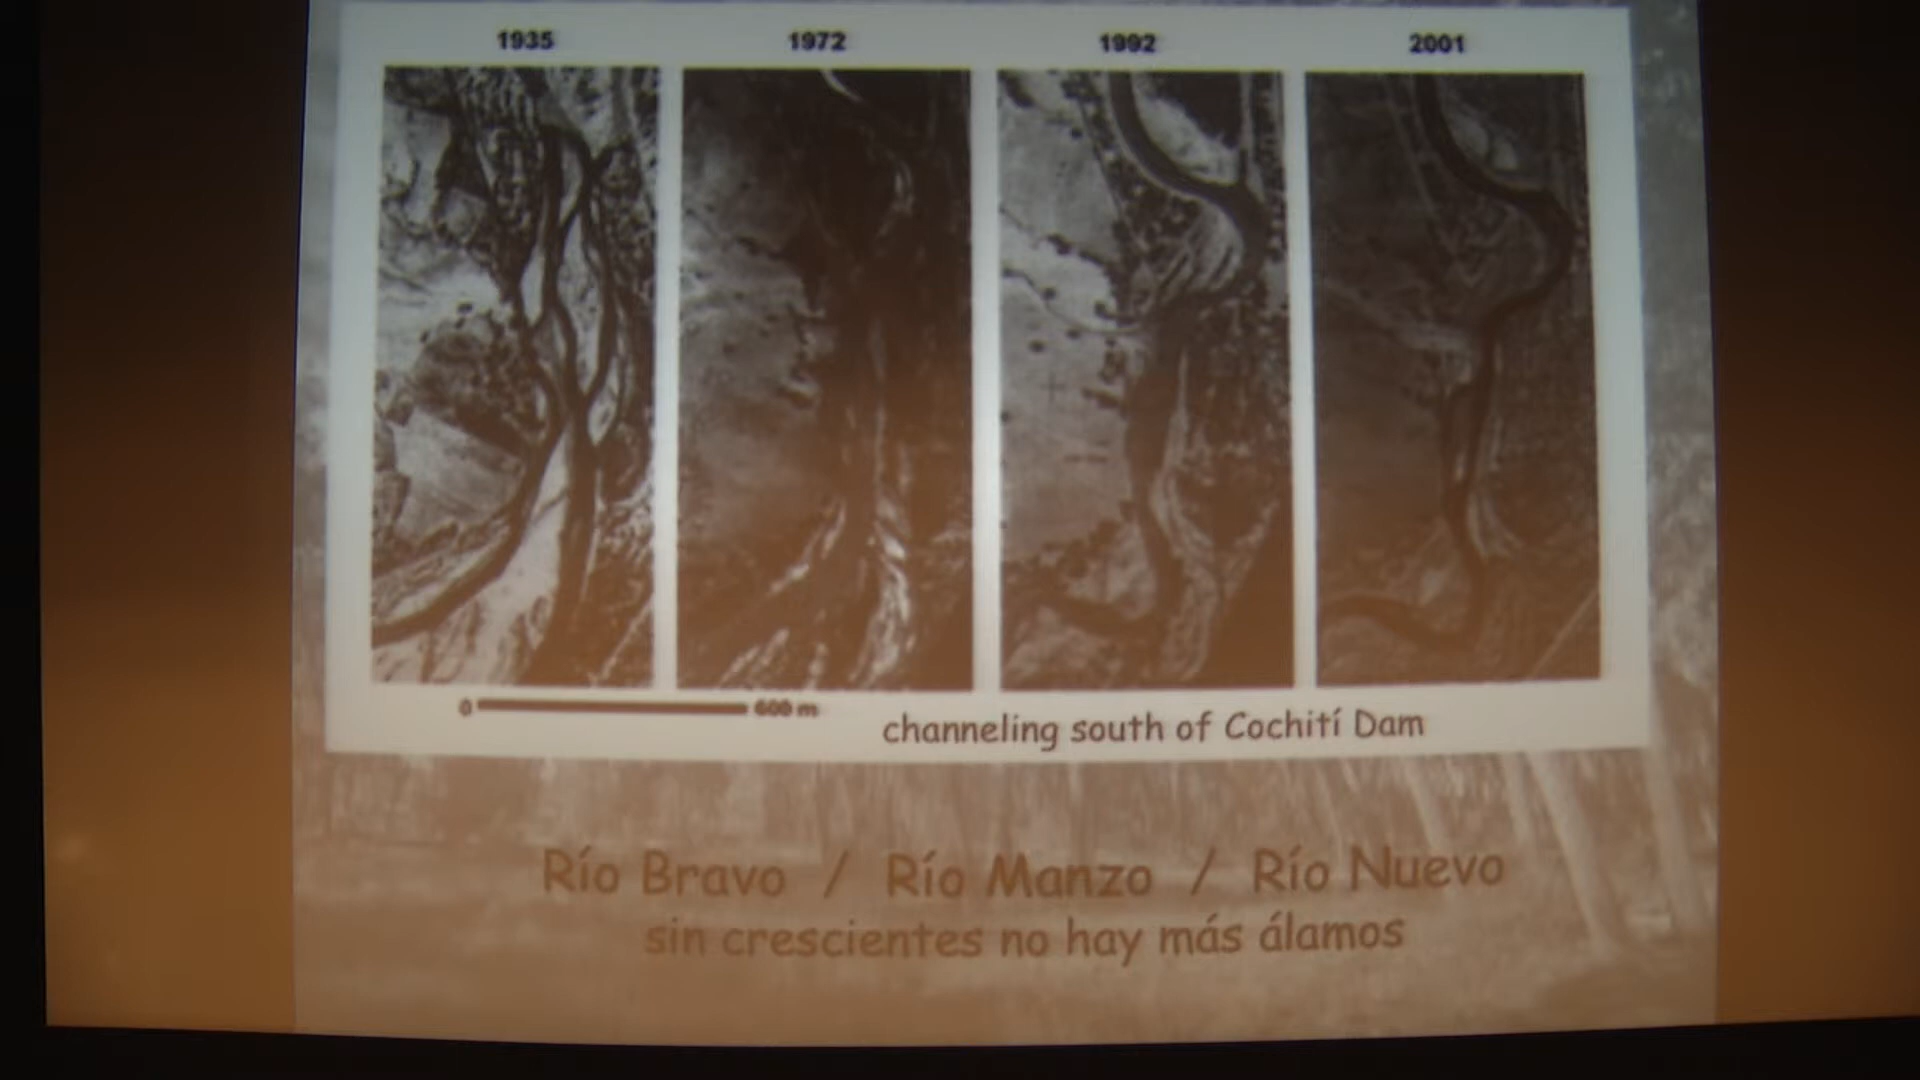 1935 1972 1992 2001
0 600 m
channeling south of Cochití Dam
Río Bravo / Río Manzo / Río Nuevo
sin crescientes no hay más álamos